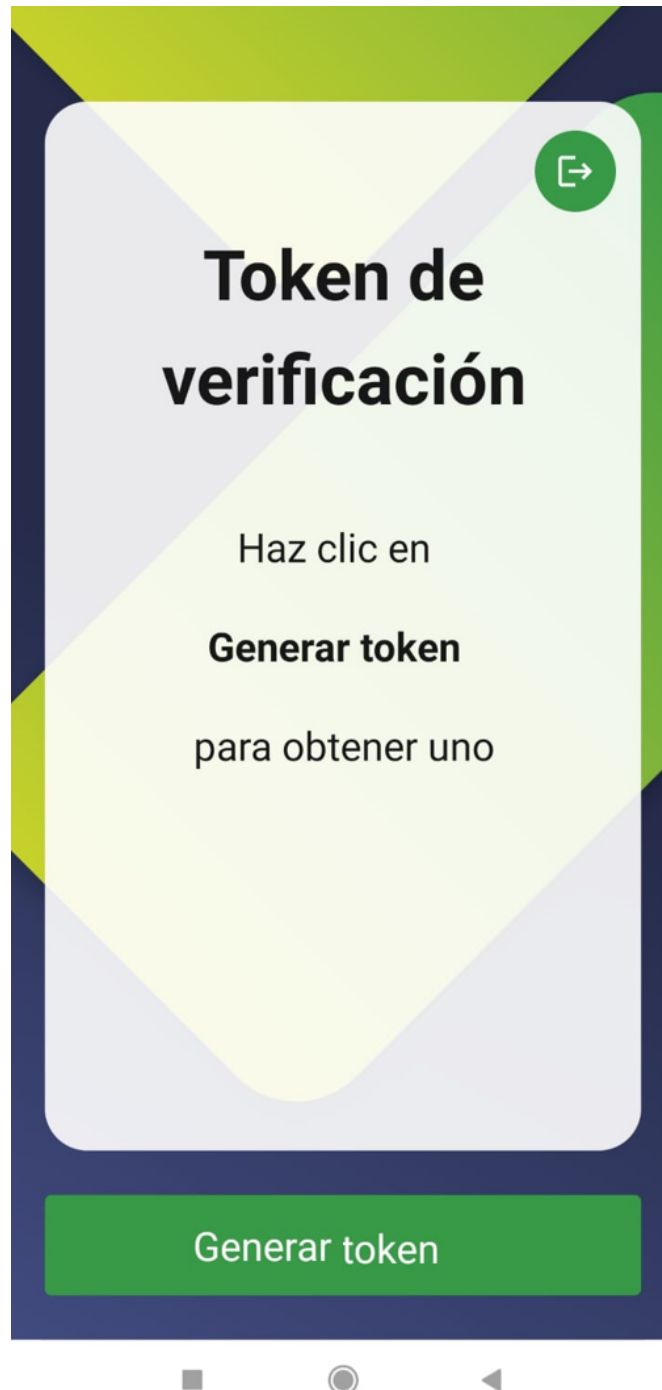 Token de
verificación
Haz clic en
Generar token
para obtener uno
Generar token